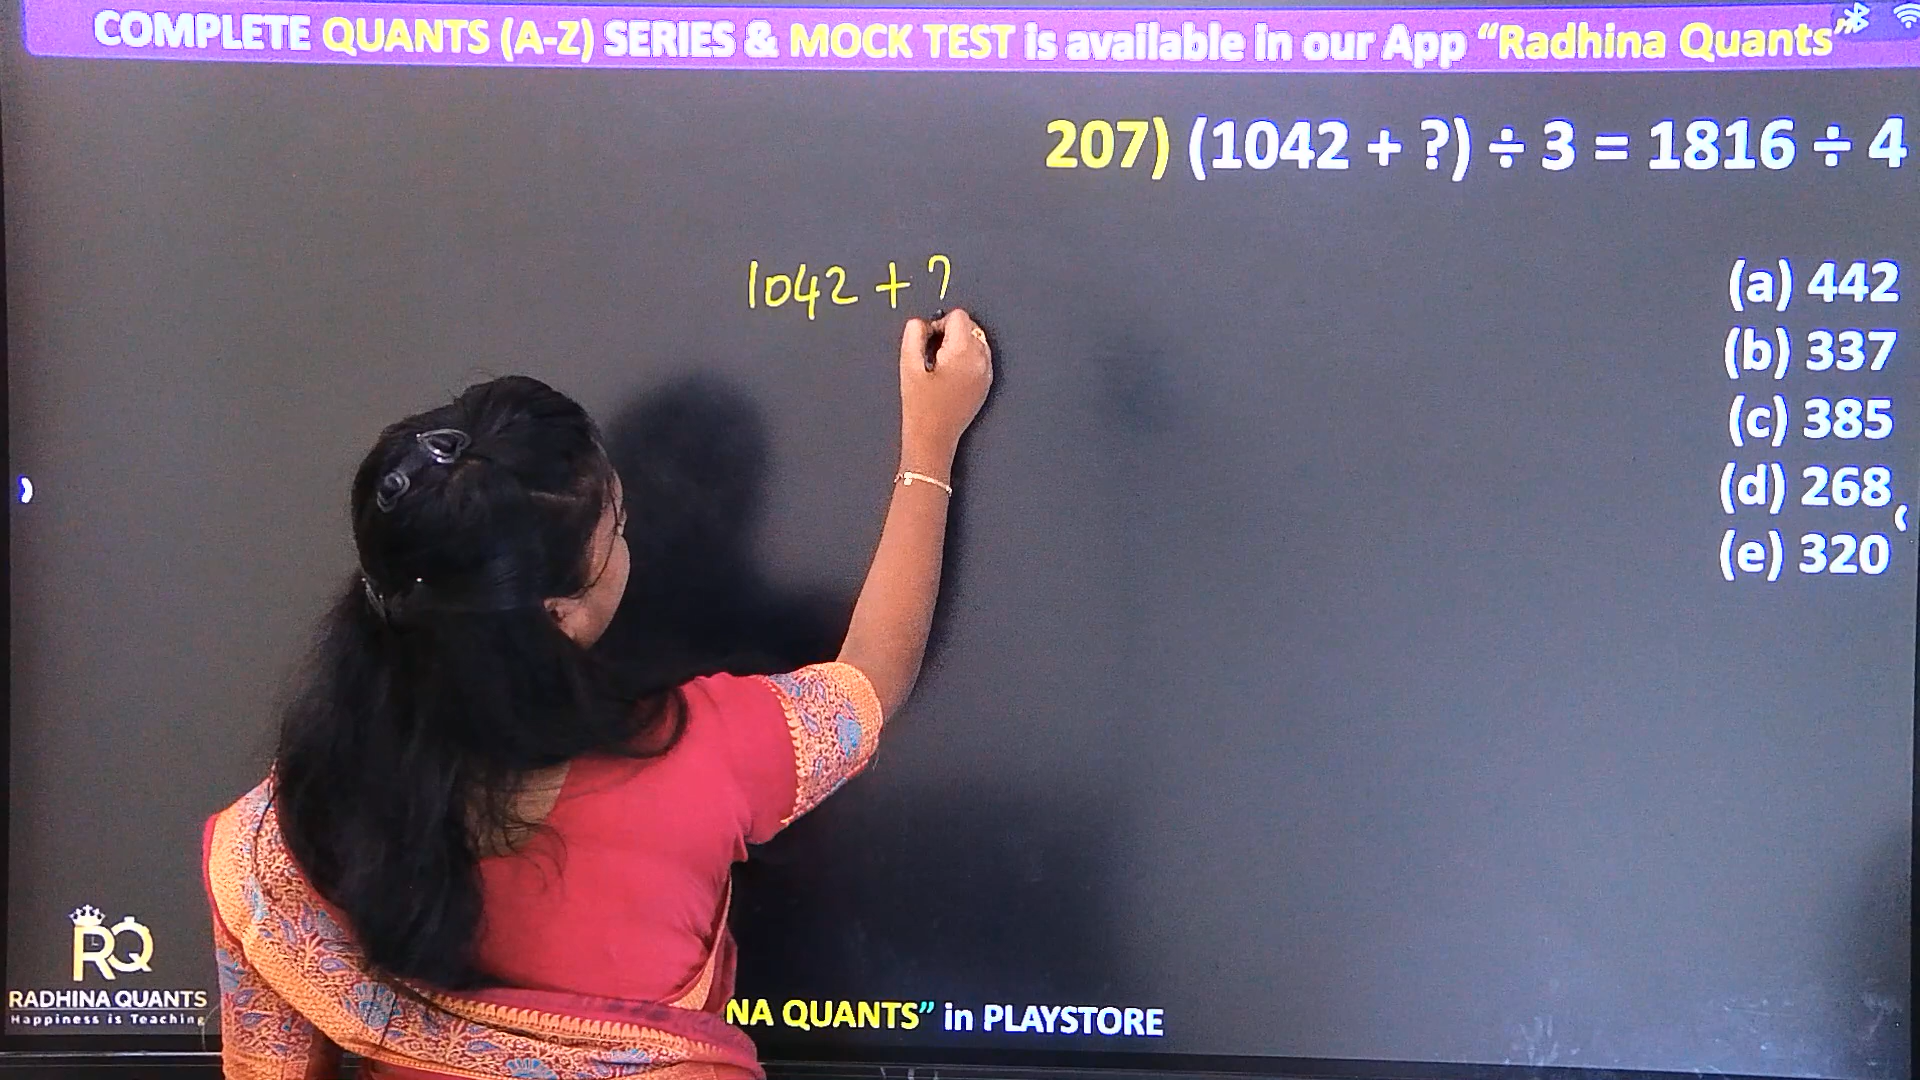 COMPLETE QUANTS (A-Z) SERIES & MOCK TEST is available in our App “Radhina Quants”
207) (1042 + ?) ÷ 3 = 1816 ÷ 4
1042 + ?
(a) 442
(b) 337
(c) 385
(d) 268
(e) 320
RQ
RADHINA QUANTS
Happiness is Teaching
NA QUANTS” in PLAYSTORE